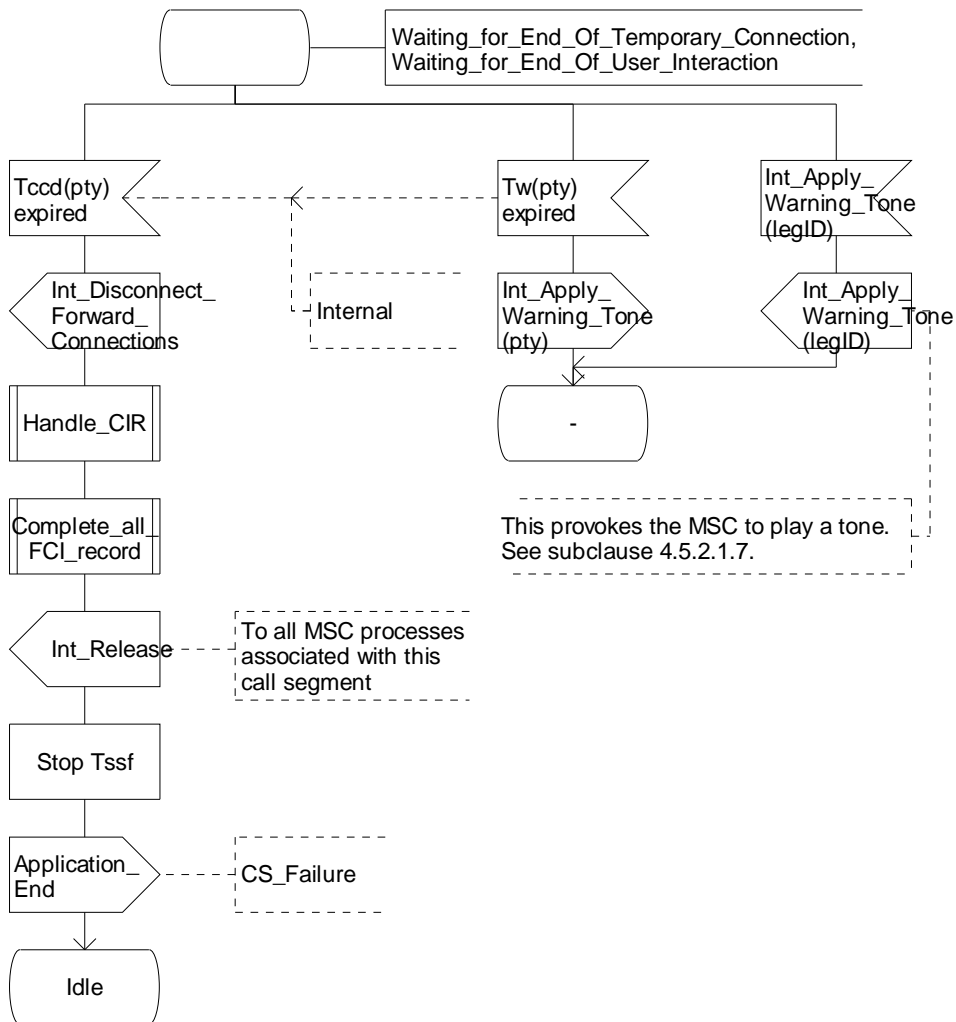 Waiting_for_End_Of_Temporary_Connection,
Waiting_for_End_Of_User_Interaction
Tccd(pty)
expired
Tw(pty)
expired
Int_Apply_
Warning_Tone
(legID)
Int_Disconnect_
Forward_
Connections
Internal
Int_Apply_
Warning_Tone
(pty)
Int_Apply_
Warning_Tone
(legID)
Handle_CIR
-
Complete_all_
FCI_record
This provokes the MSC to play a tone.
See subclause 4.5.2.1.7.
Int_Release
To all MSC processes
associated with this
call segment
Stop Tssf
Application_
End
CS_Failure
Idle